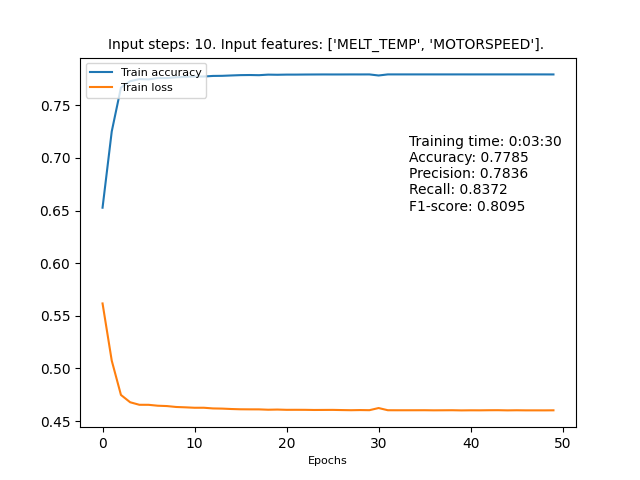 Input steps: 10. Input features: ['MELT_TEMP', 'MOTORSPEED'].
Train accuracy
Train loss
Training time: 0:03:30
Accuracy: 0.7785
Precision: 0.7836
Recall: 0.8372
F1-score: 0.8095
0.75
0.70
0.65
0.60
0.55
0.50
0.45
0 10 20 30 40 50
Epochs